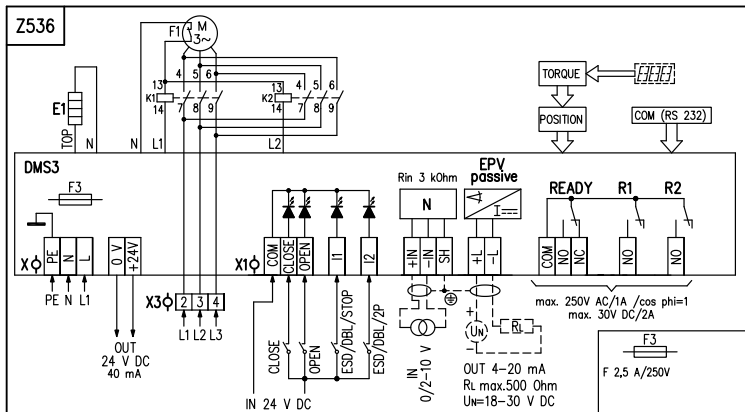 Z536
F1
M
3~
4 5 6
13
K1
14
7 8 9
13
K2
14
4 5 6
7 8 9
E1
TOP
N
N
L1
L2
TORQUE
POSITION
COM (RS 232)
DMS3
F3
Rin 3 kOhm
N
EPV
passive
I
READY
R1
R2
X
PE
N
L
0 V
+24V
X1
COM
CLOSE
OPEN
I1
I2
+IN
-IN
SH
+L
-L
COM
NO
NC
NO
NO
PE N L1
X3
2 3 4
L1 L2 L3
OUT
24 V DC
40 mA
CLOSE
OPEN
ESD/DBL/STOP
ESD/DBL/2P
IN 24 V DC
IN
0/2-10 V
+
UN
-
RL
OUT 4-20 mA
RL max.500 Ohm
UN=18-30 V DC
max. 250V AC/1A /cos phi=1
max. 30V DC/2A
F3
F 2,5 A/250V